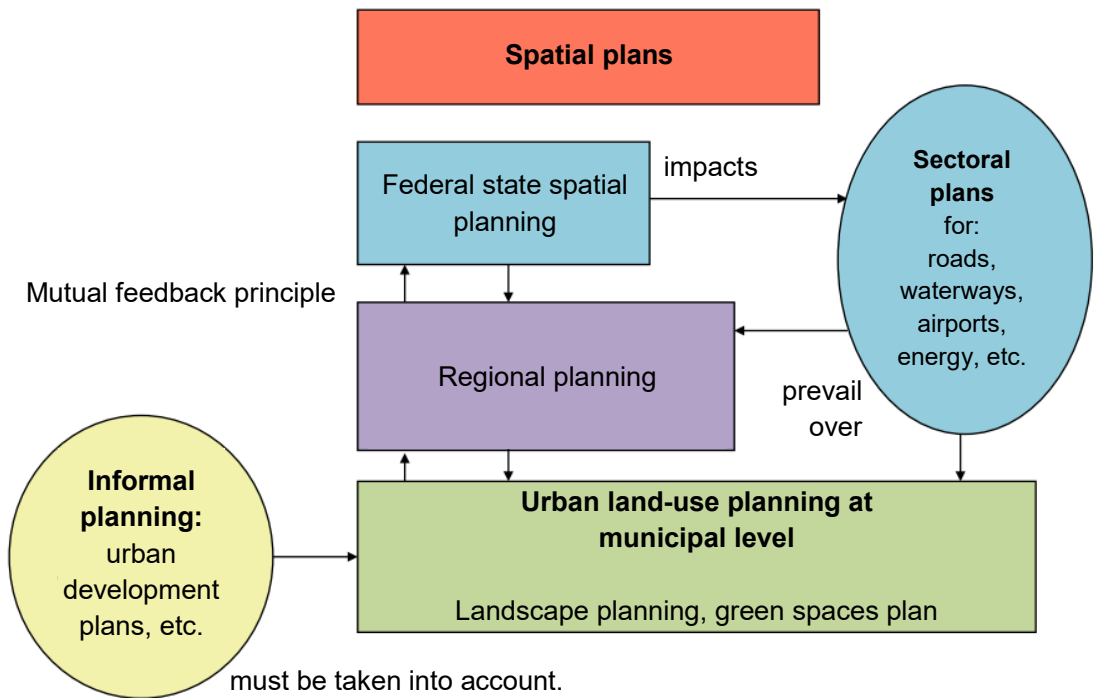 Spatial plans
Federal state spatial
planning
impacts
Sectoral
plans
for:
roads,
waterways,
airports,
energy, etc.
Mutual feedback principle
Regional planning
prevail
over
Informal
planning:
urban
development
plans, etc.
Urban land-use planning at
municipal level
Landscape planning, green spaces plan
must be taken into account.